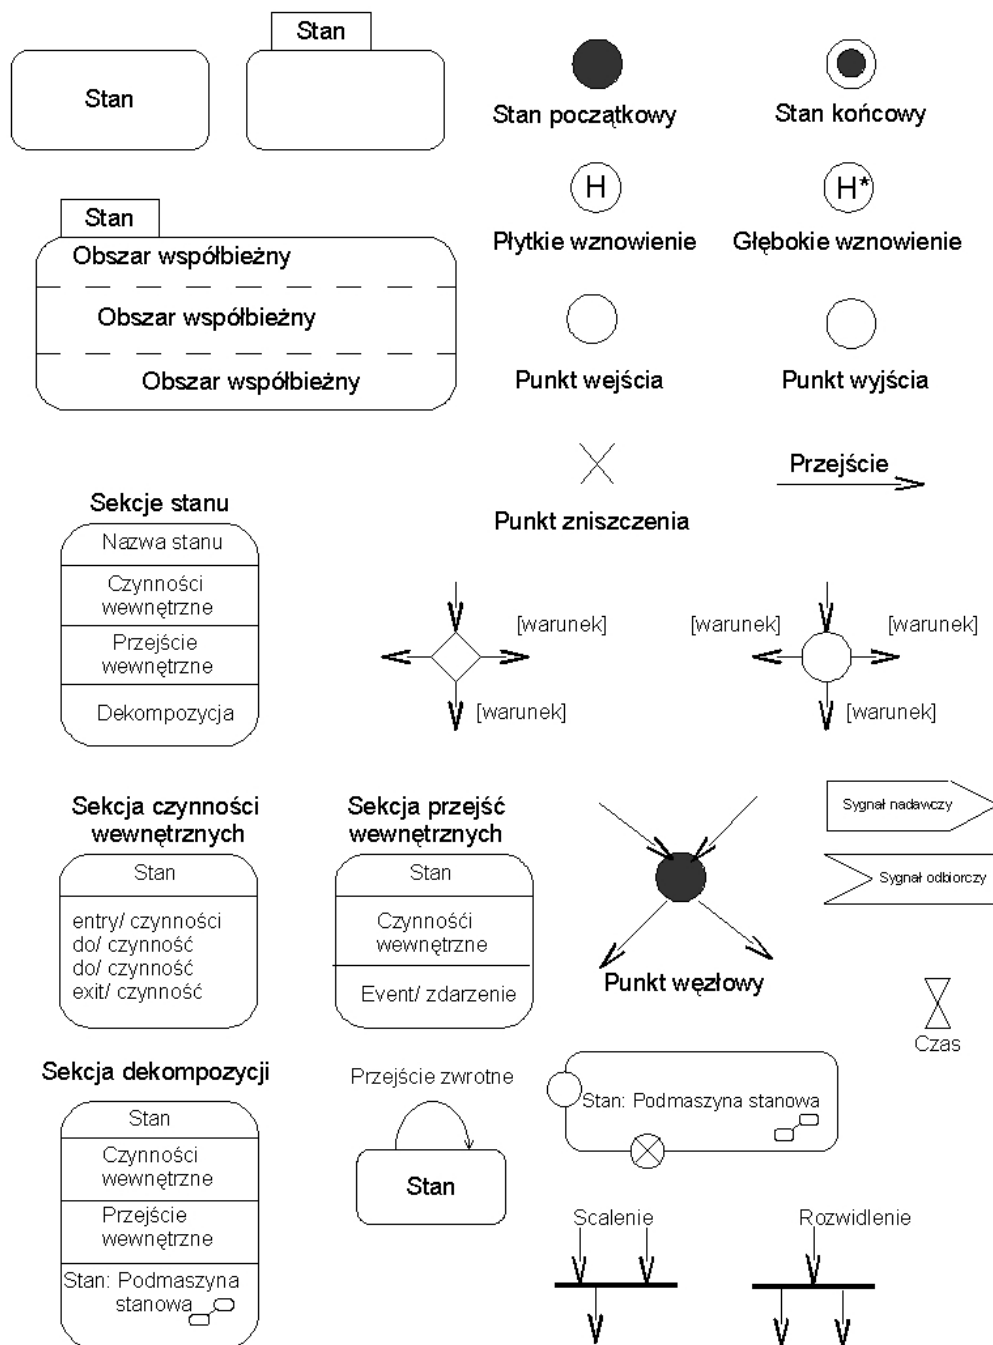 Stan
Stan
Stan początkowy
Stan końcowy
H
H*
Płytkie wznowienie
Głębokie wznowienie
Stan
Obszar współbieżny
Obszar współbieżny
Obszar współbieżny
Punkt wejścia
Punkt wyjścia
Punkt zniszczenia
Przejście
Sekcje stanu
Nazwa stanu
Czynności
wewnętrzne
Przejście
wewnętrzne
Dekompozycja
[warunek]
[warunek]
[warunek]
[warunek]
[warunek]
Sekcja czynności
wewnętrznych
Stan
entry/ czynności
do/ czynność
do/ czynność
exit/ czynność
Sekcja przejść
wewnętrznych
Stan
Czynnośći
wewnętrzne
Event/ zdarzenie
Punkt węzłowy
Sygnał nadawczy
Sygnał odbiorczy
Czas
Sekcja dekompozycji
Stan
Czynności
wewnętrzne
Przejście
wewnętrzne
Stan: Podmaszyna
stanowa
Przejście zwrotne
Stan
Stan: Podmaszyna stanowa
Scalenie
Rozwidlenie